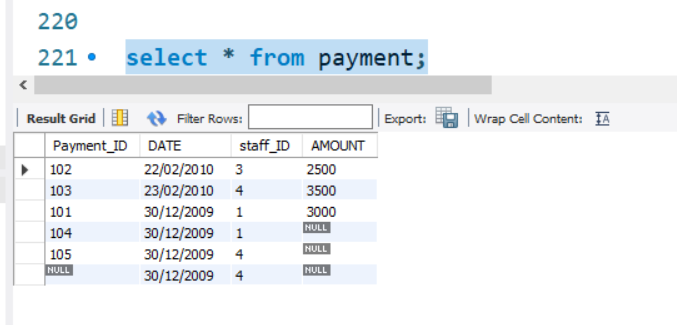 220
221 select * from payment;
Result Grid Filter Rows: Export: Wrap Cell Content: IA
Payment_ID DATE staff_ID AMOUNT
102 22/02/2010 3 2500
103 23/02/2010 4 3500
101 30/12/2009 1 3000
104 30/12/2009 1 NULL
105 30/12/2009 4 NULL
NULL 30/12/2009 4 NULL